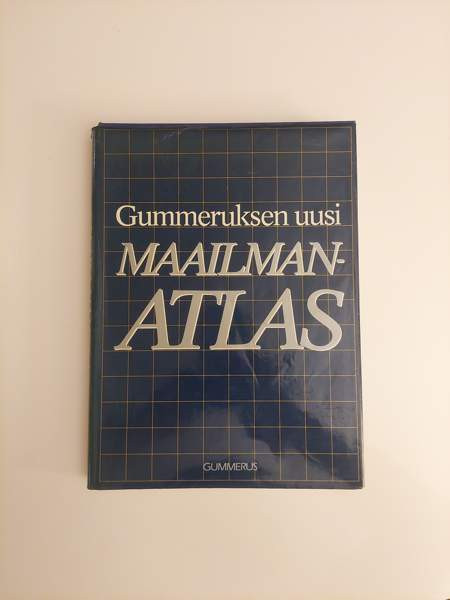 Gummeruksen uusi
MAAILMAN-
ATLAS
GUMMERUS